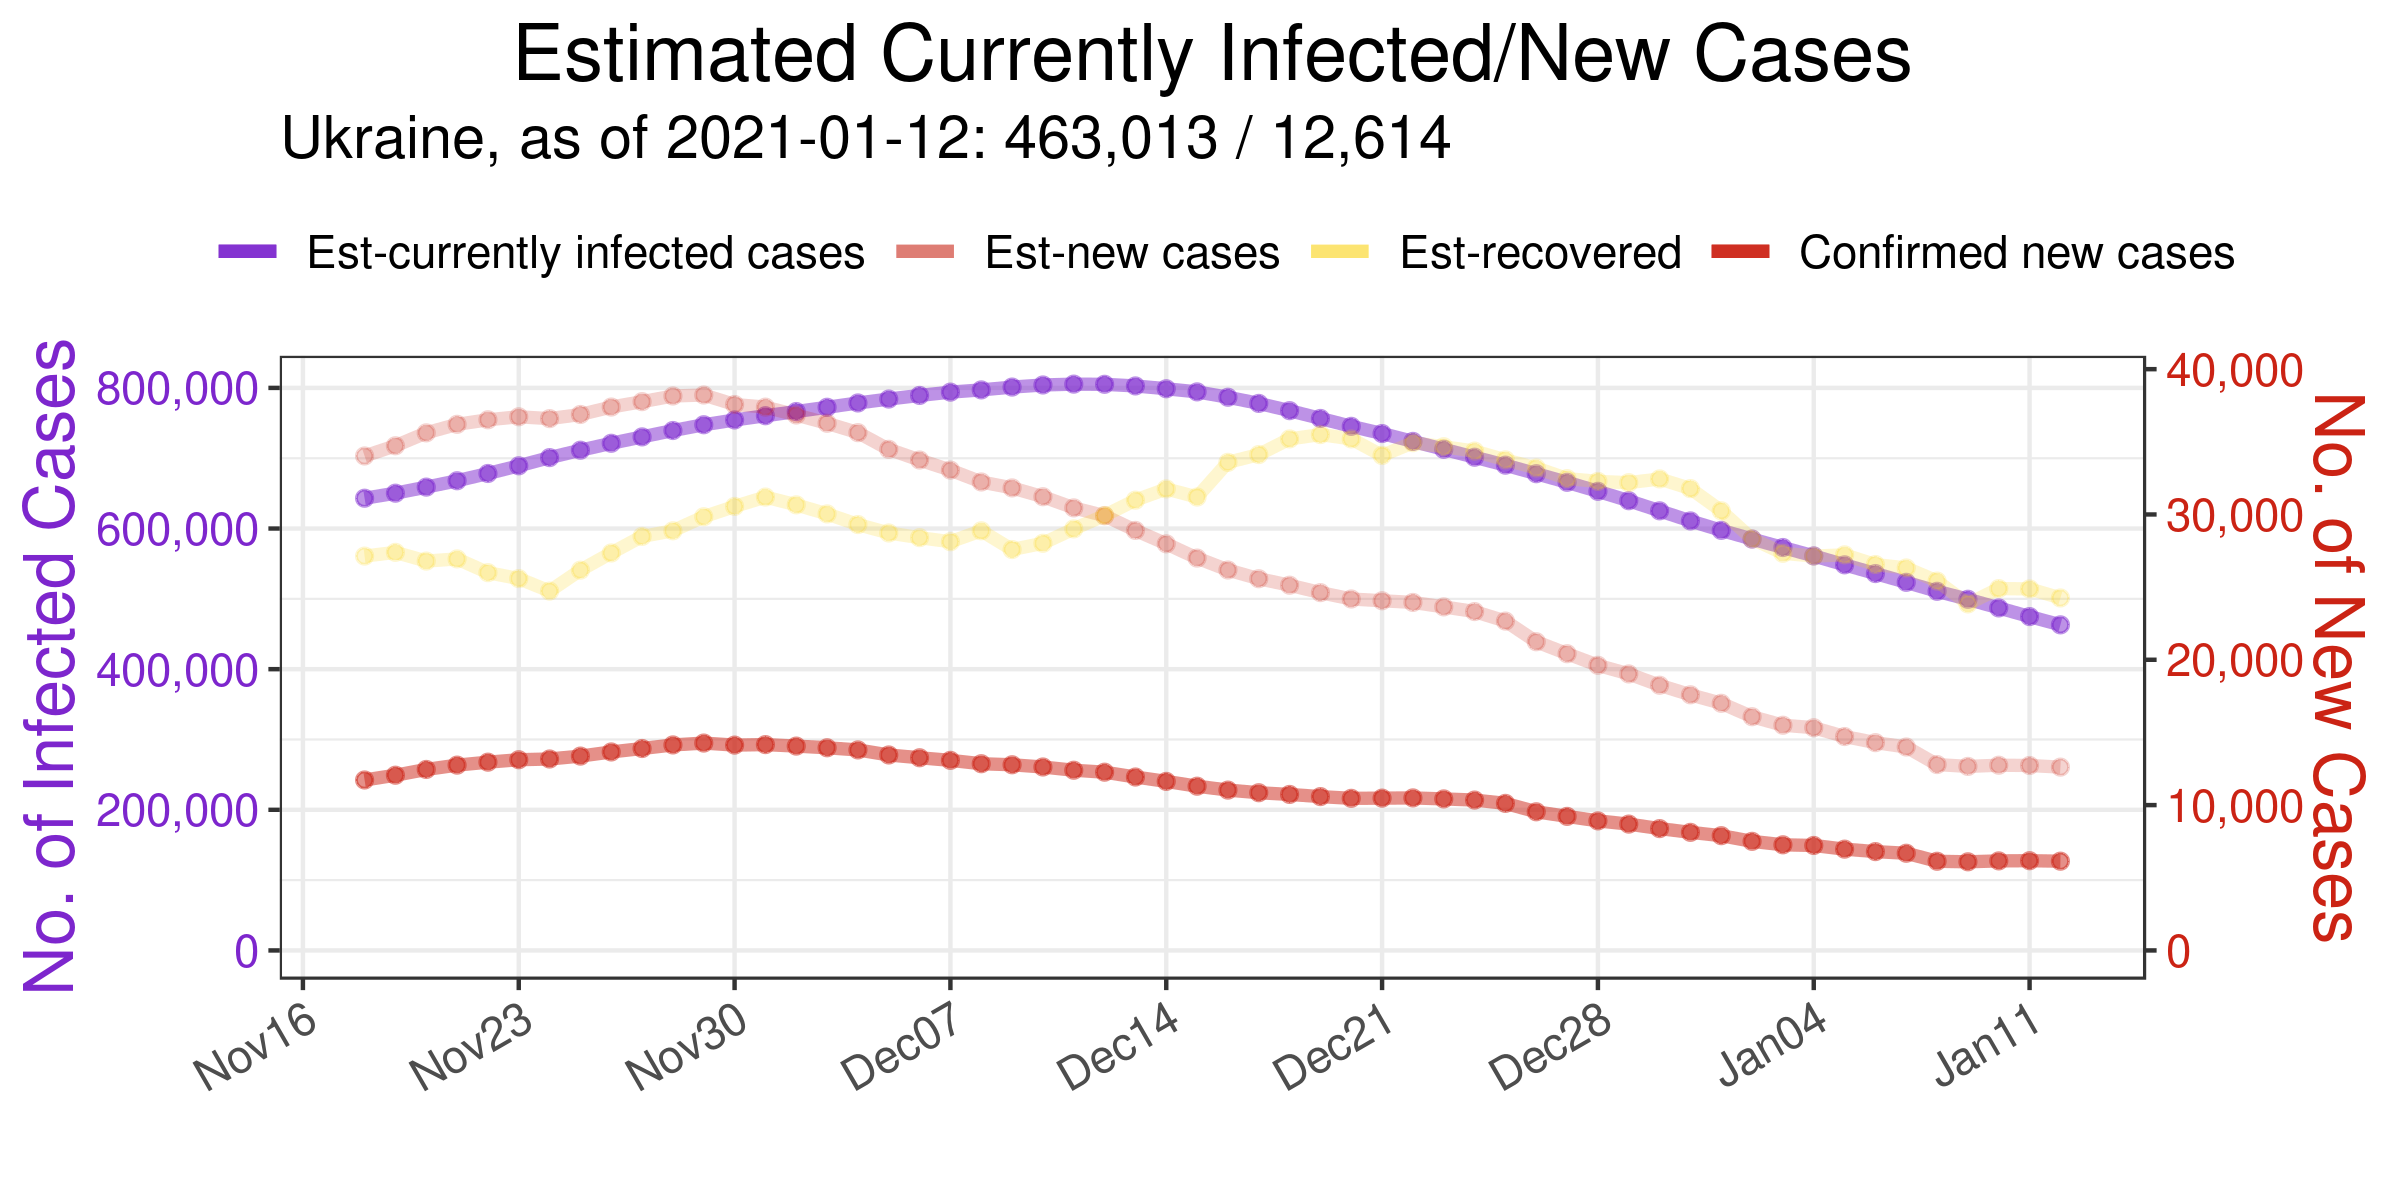 Estimated Currently Infected/New Cases
Ukraine, as of 2021-01-12: 463,013 / 12,614
Est-currently infected cases Est-new cases Est-recovered Confirmed new cases
No. of Infected Cases
800,000
600,000
400,000
200,000
0
40,000
30,000
20,000
10,000
0
No. of New Cases
Nov16 Nov23 Nov30 Dec07 Dec14 Dec21 Dec28 Jan04 Jan11